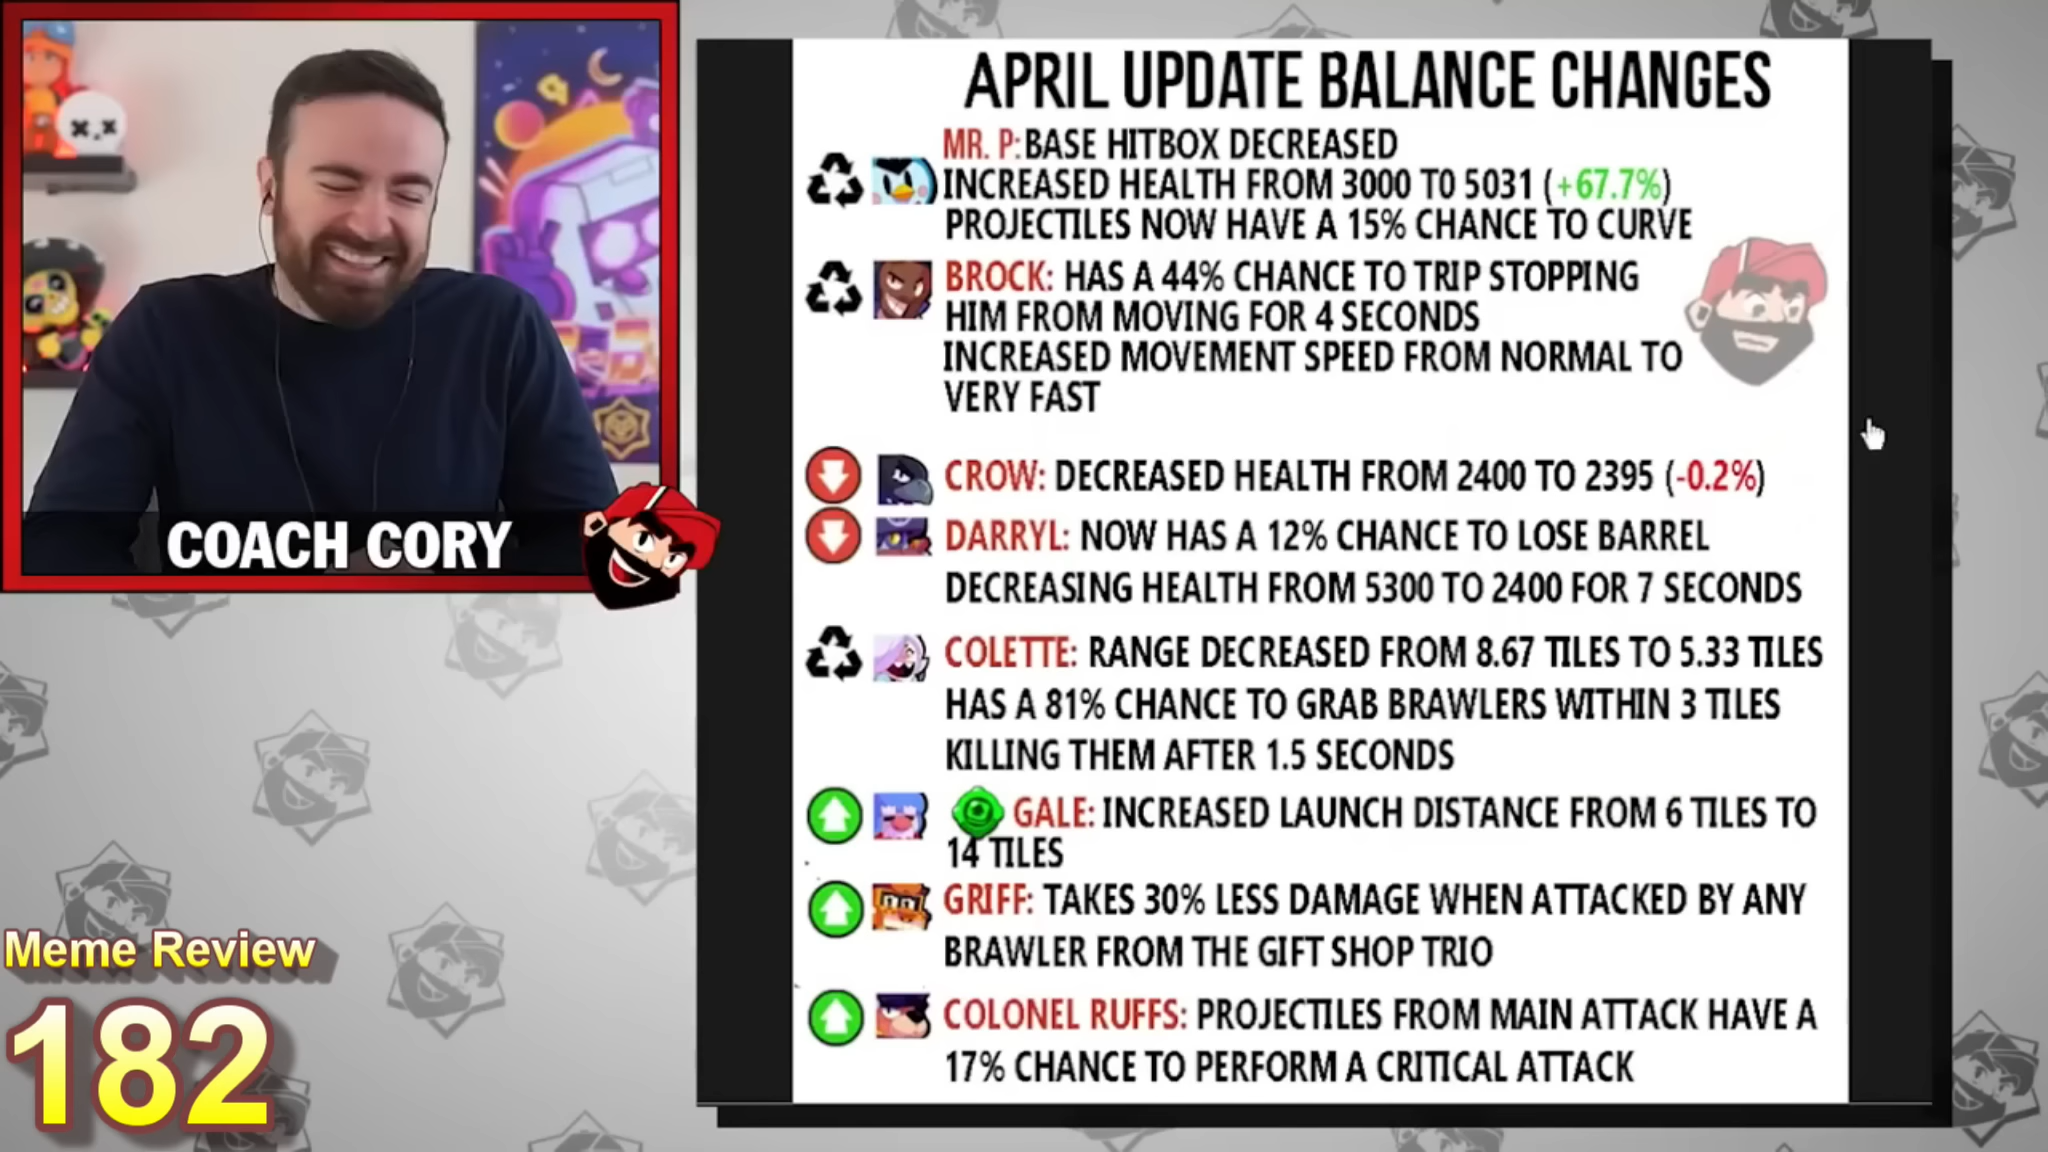 COACH CORY
Meme Review
182
APRIL UPDATE BALANCE CHANGES
MR. P:BASE HITBOX DECREASED
INCREASED HEALTH FROM 3000 TO 5031 (+67.7%)
PROJECTILES NOW HAVE A 15% CHANCE TO CURVE
BROCK: HAS A 44% CHANCE TO TRIP STOPPING
HIM FROM MOVING FOR 4 SECONDS
INCREASED MOVEMENT SPEED FROM NORMAL TO
VERY FAST
CROW: DECREASED HEALTH FROM 2400 TO 2395 (-0.2%)
DARRYL: NOW HAS A 12% CHANCE TO LOSE BARREL
DECREASING HEALTH FROM 5300 TO 2400 FOR 7 SECONDS
COLETTE: RANGE DECREASED FROM 8.67 TILES TO 5.33 TILES
HAS A 81% CHANCE TO GRAB BRAWLERS WITHIN 3 TILES
KILLING THEM AFTER 1.5 SECONDS
GALE: INCREASED LAUNCH DISTANCE FROM 6 TILES TO
14 TILES
GRIFF: TAKES 30% LESS DAMAGE WHEN ATTACKED BY ANY
BRAWLER FROM THE GIFT SHOP TRIO
COLONEL RUFFS: PROJECTILES FROM MAIN ATTACK HAVE A
17% CHANCE TO PERFORM A CRITICAL ATTACK